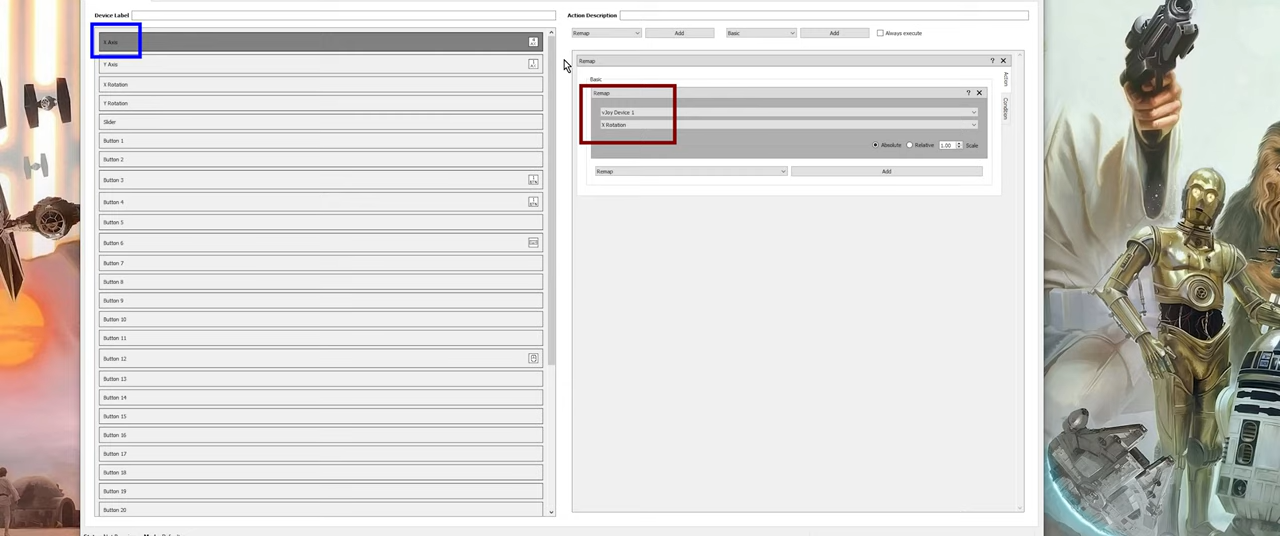 Device Label
Action Description
Remap
Add
Basic
Add
Always execute
X Axis
Y Axis
X Rotation
Y Rotation
Slider
Button 1
Button 2
Button 3
Button 4
Button 5
Button 6
Button 7
Button 8
Button 9
Button 10
Button 11
Button 12
Button 13
Button 14
Button 15
Button 16
Button 17
Button 18
Button 19
Button 20
Remap
? X
Action
Condition
Basic
Remap
? X
vJoy Device 1
X Rotation
Absolute
Relative
1.00
Scale
Remap
Add